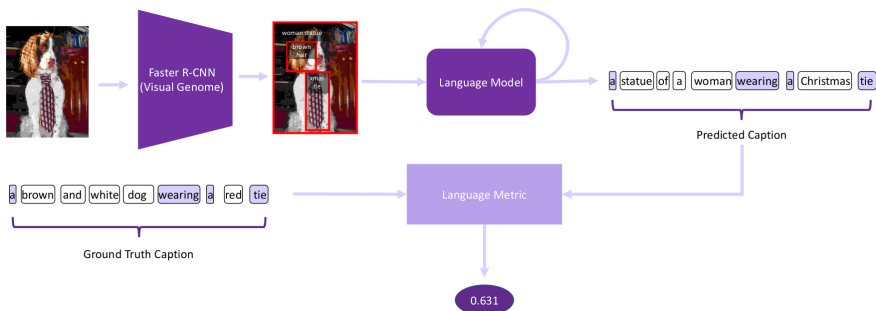 woman statue
brown
hair
xmas
tie
Faster R-CNN
(Visual Genome)
Language Model
a statue of a woman wearing a Christmas tie
Predicted Caption
a brown and white dog wearing a red tie
Ground Truth Caption
Language Metric
0.631